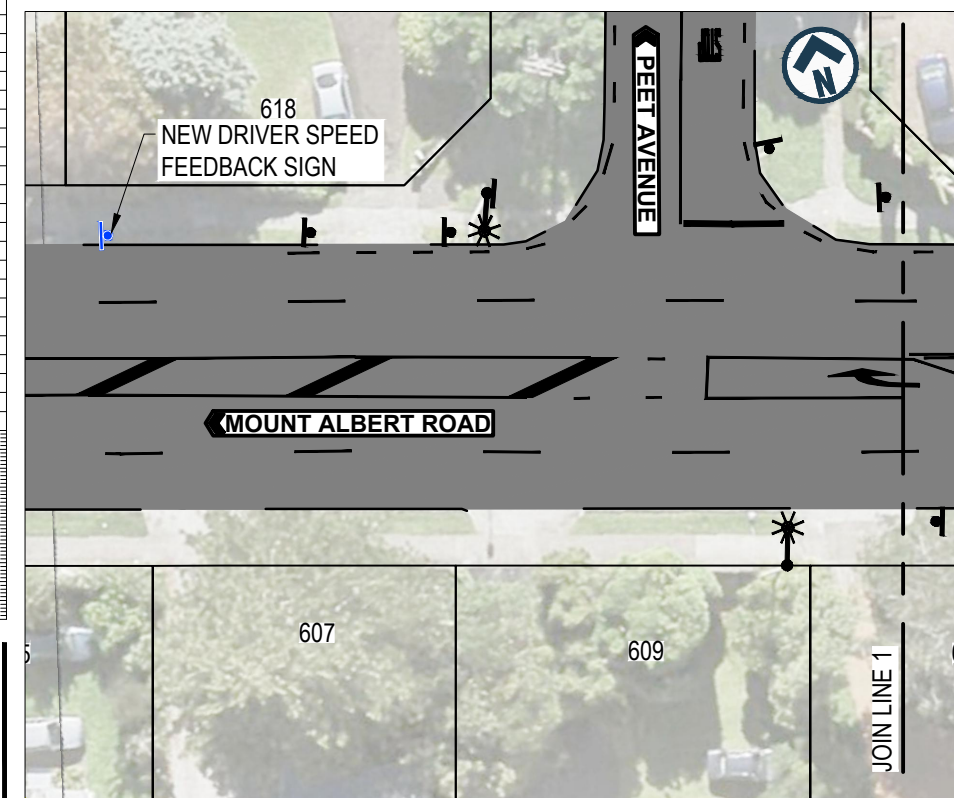 618
NEW DRIVER SPEED
FEEDBACK SIGN
PEET AVENUE
N
MOUNT ALBERT ROAD
607
609
JOIN LINE 1